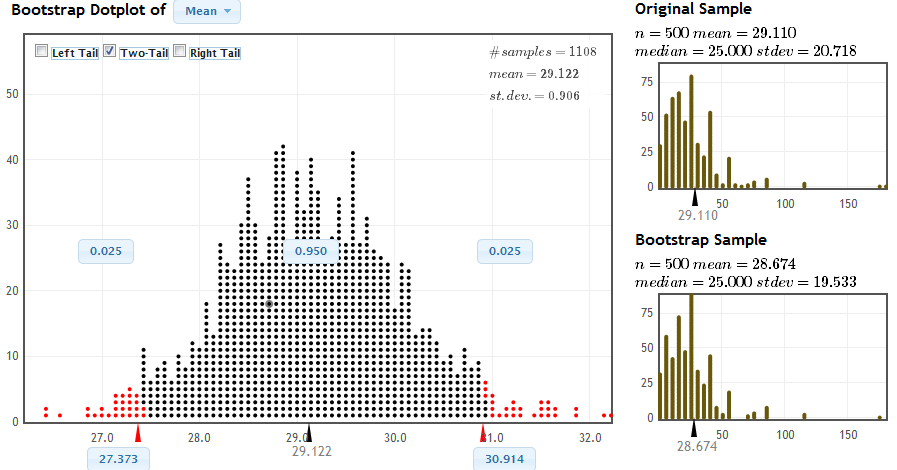 Bootstrap Dotplot of Mean
Left Tail Two-Tail Right Tail
# samples = 1108
mean = 29.122
st. dev. = 0.906
50
40
30
20
10
0
0.025 0.950 0.025
27.0 28.0 29.0 30.0 31.0 32.0
29.122
27.373 30.914
Original Sample
n = 500 mean = 29.110
median = 25.000 stdev = 20.718
75
50
25
0
50 100 150
29.110
Bootstrap Sample
n = 500 mean = 28.674
median = 25.000 stdev = 19.533
75
50
25
0
50 100 150
28.674